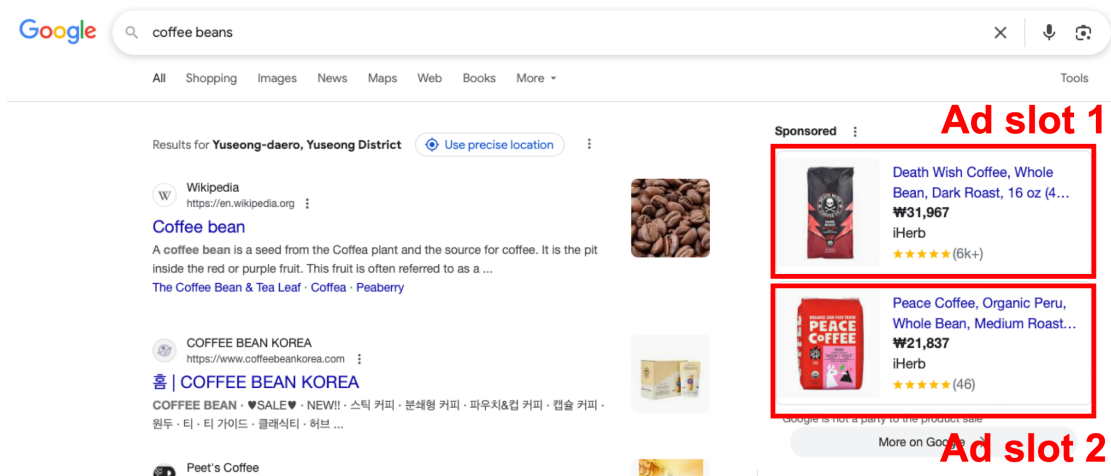 Google
coffee beans
All Shopping Images News Maps Web Books More Tools
Results for Yuseong-daero, Yuseong District Use precise location
W
Wikipedia
https://en.wikipedia.org
Coffee bean
A coffee bean is a seed from the Coffea plant and the source for coffee. It is the pit
inside the red or purple fruit. This fruit is often referred to as a ...
The Coffee Bean & Tea Leaf · Coffea · Peaberry
COFFEE BEAN KOREA
https://www.coffeebeankorea.com
홈 | COFFEE BEAN KOREA
COFFEE BEAN · ♥SALE♥ · NEW!! · 스틱 커피 · 분쇄형 커피 · 파우치&컵 커피 · 캡슐 커피 ·
원두 · 티 · 티 가이드 · 클래식티 · 허브 ...
Peet's Coffee
Sponsored
Ad slot 1
Death Wish Coffee, Whole
Bean, Dark Roast, 16 oz (4...
₩31,967
iHerb
(6k+)
PEACE
COFFEE
Peace Coffee, Organic Peru,
Whole Bean, Medium Roast...
₩21,837
iHerb
(46)
Google is not a party to the product sale
More on Google
Ad slot 2